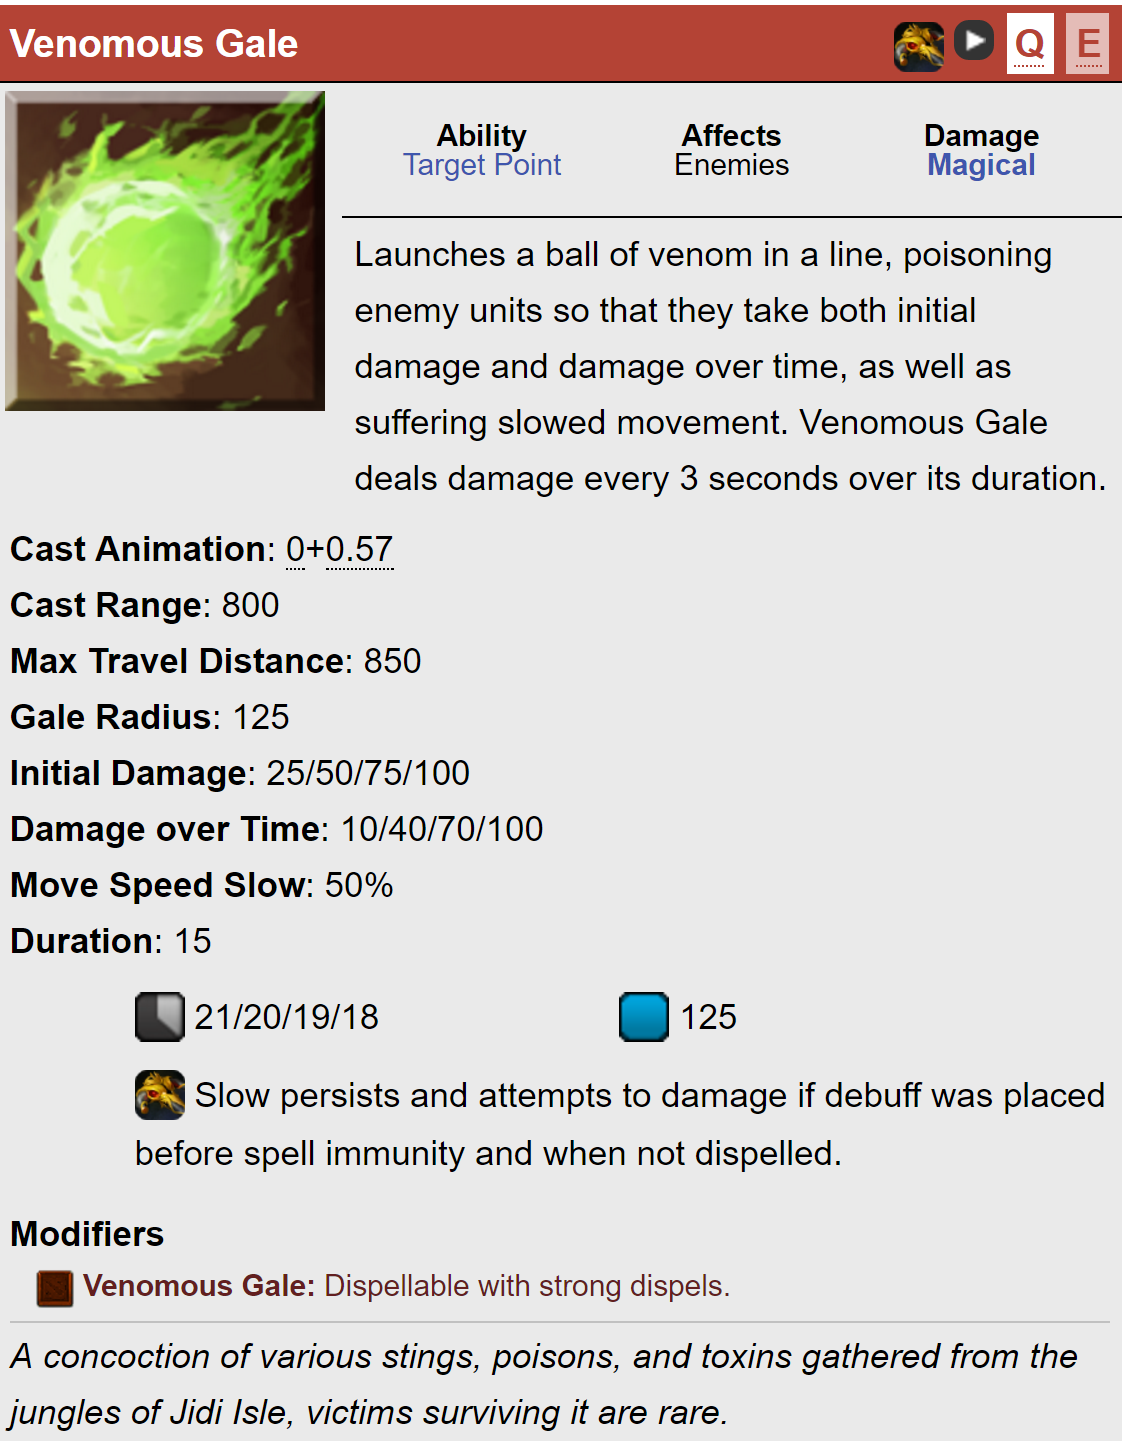 Venomous Gale
Q
E
Ability
Target Point
Affects
Enemies
Damage
Magical
Launches a ball of venom in a line, poisoning
enemy units so that they take both initial
damage and damage over time, as well as
suffering slowed movement. Venomous Gale
deals damage every 3 seconds over its duration.
Cast Animation: 0+0.57
Cast Range: 800
Max Travel Distance: 850
Gale Radius: 125
Initial Damage: 25/50/75/100
Damage over Time: 10/40/70/100
Move Speed Slow: 50%
Duration: 15
21/20/19/18
125
Slow persists and attempts to damage if debuff was placed
before spell immunity and when not dispelled.
Modifiers
Venomous Gale: Dispellable with strong dispels.
A concoction of various stings, poisons, and toxins gathered from the
jungles of Jidi Isle, victims surviving it are rare.